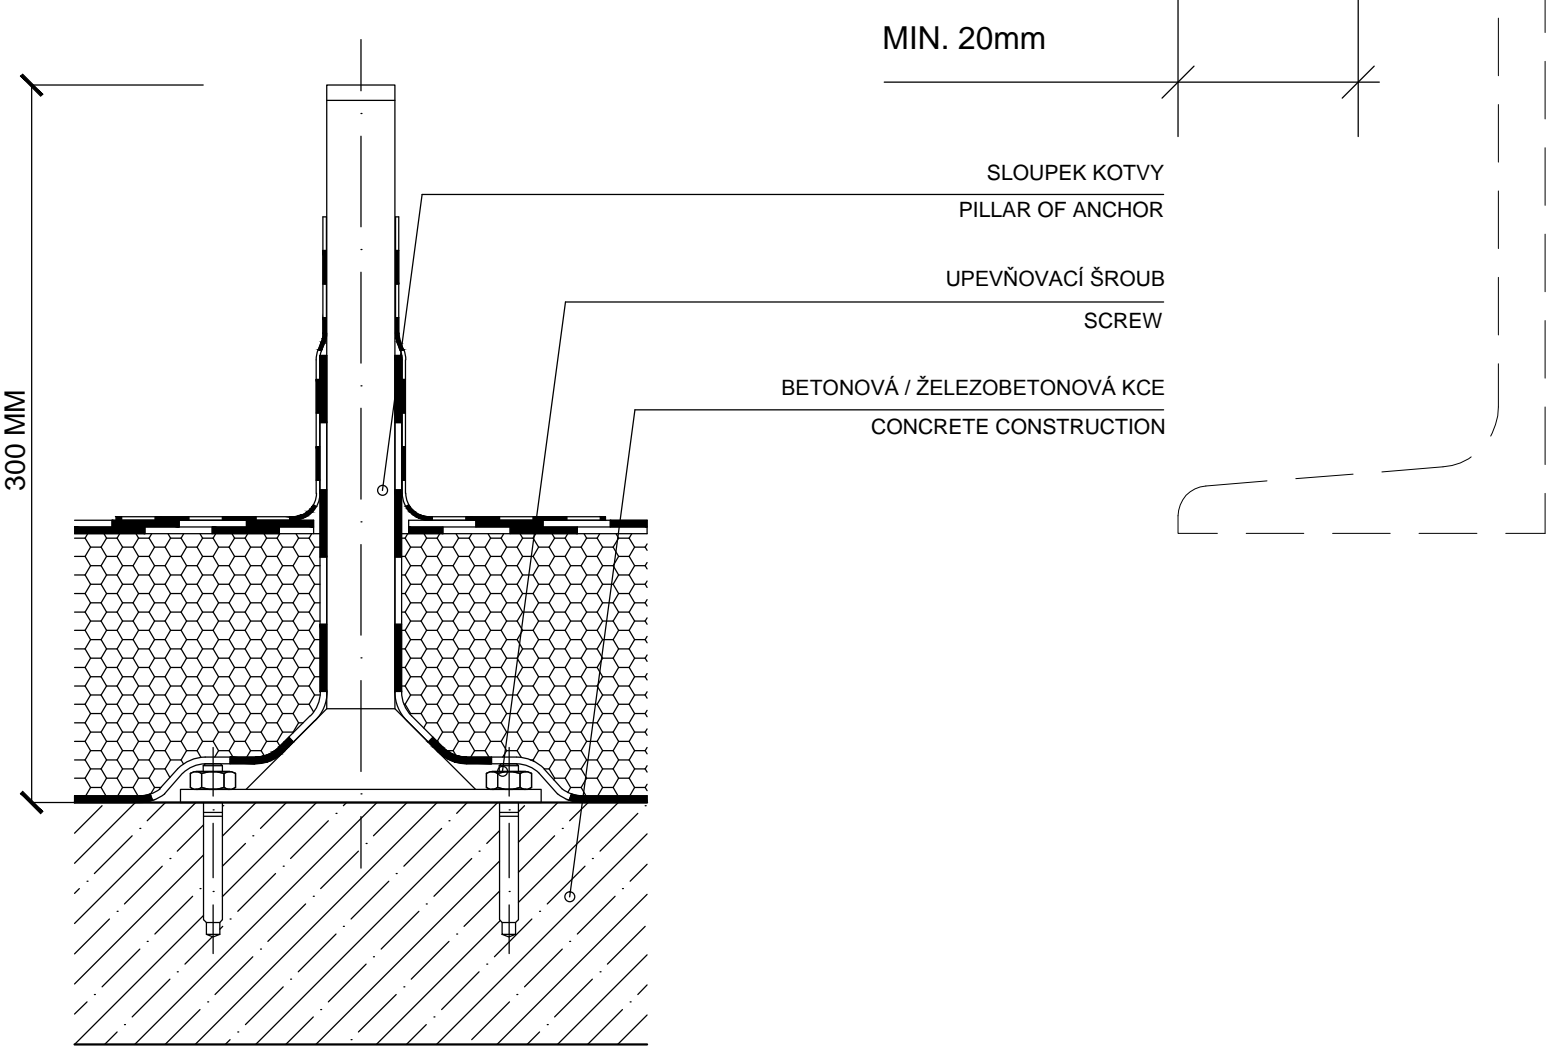 MIN. 20mm
SLOUPEK KOTVY
PILLAR OF ANCHOR
UPEVŇOVACÍ ŠROUB
SCREW
BETONOVÁ / ŽELEZOBETONOVÁ KCE
CONCRETE CONSTRUCTION
300 MM